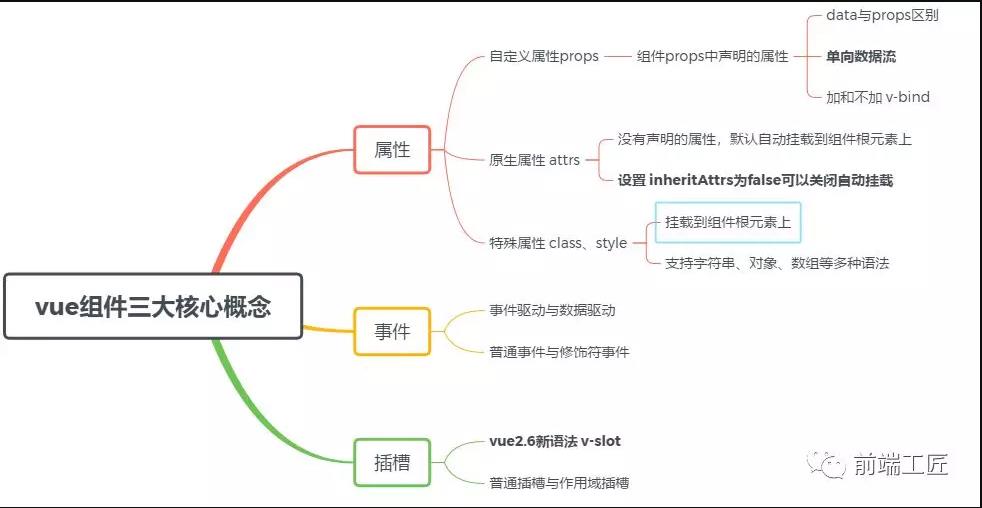 vue组件三大核心概念
属性
自定义属性props
组件props中声明的属性
data与props区别
单向数据流
加和不加 v-bind
原生属性 attrs
没有声明的属性，默认自动挂载到组件根元素上
设置 inheritAttrs为false可以关闭自动挂载
特殊属性 class、style
挂载到组件根元素上
支持字符串、对象、数组等多种语法
事件
事件驱动与数据驱动
普通事件与修饰符事件
插槽
vue2.6新语法 v-slot
普通插槽与作用域插槽
前端工匠